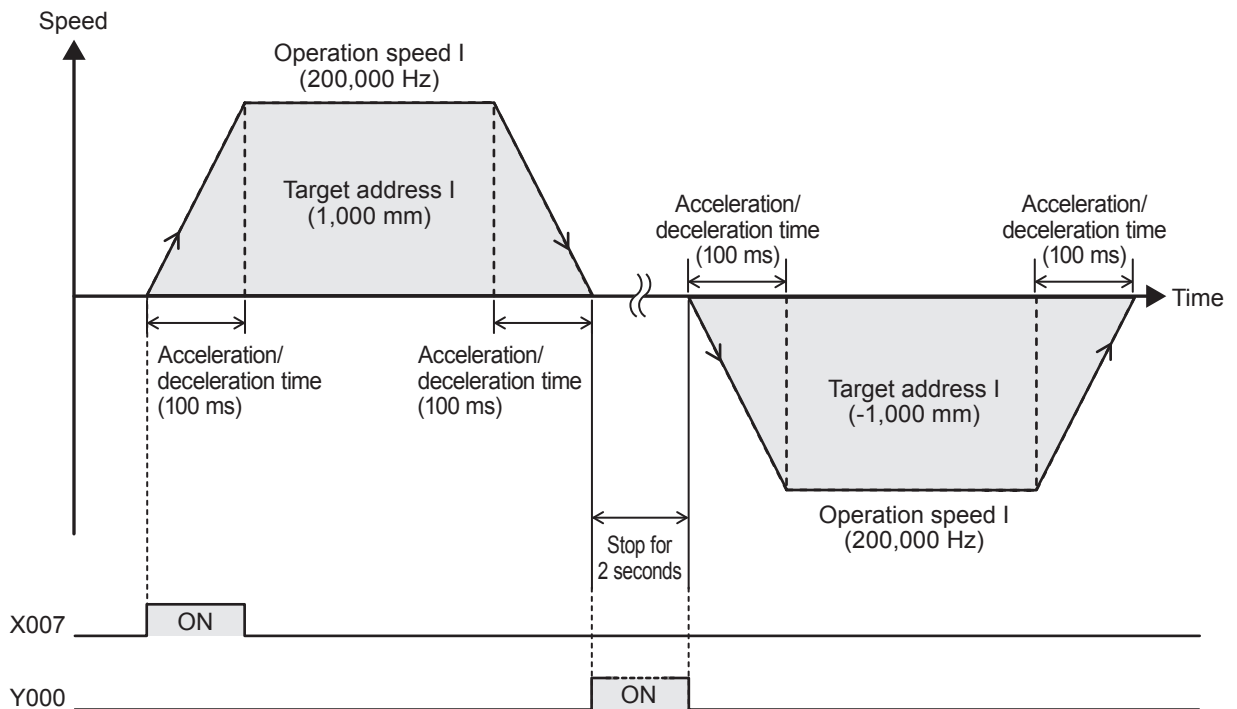 Speed
Operation speed I
(200,000 Hz)
Target address I
(1,000 mm)
Acceleration/
deceleration time
(100 ms)
Acceleration/
deceleration time
(100 ms)
Time
Acceleration/
deceleration time
(100 ms)
Acceleration/
deceleration time
(100 ms)
Target address I
(-1,000 mm)
Operation speed I
(200,000 Hz)
Stop for
2 seconds
X007
ON
Y000
ON